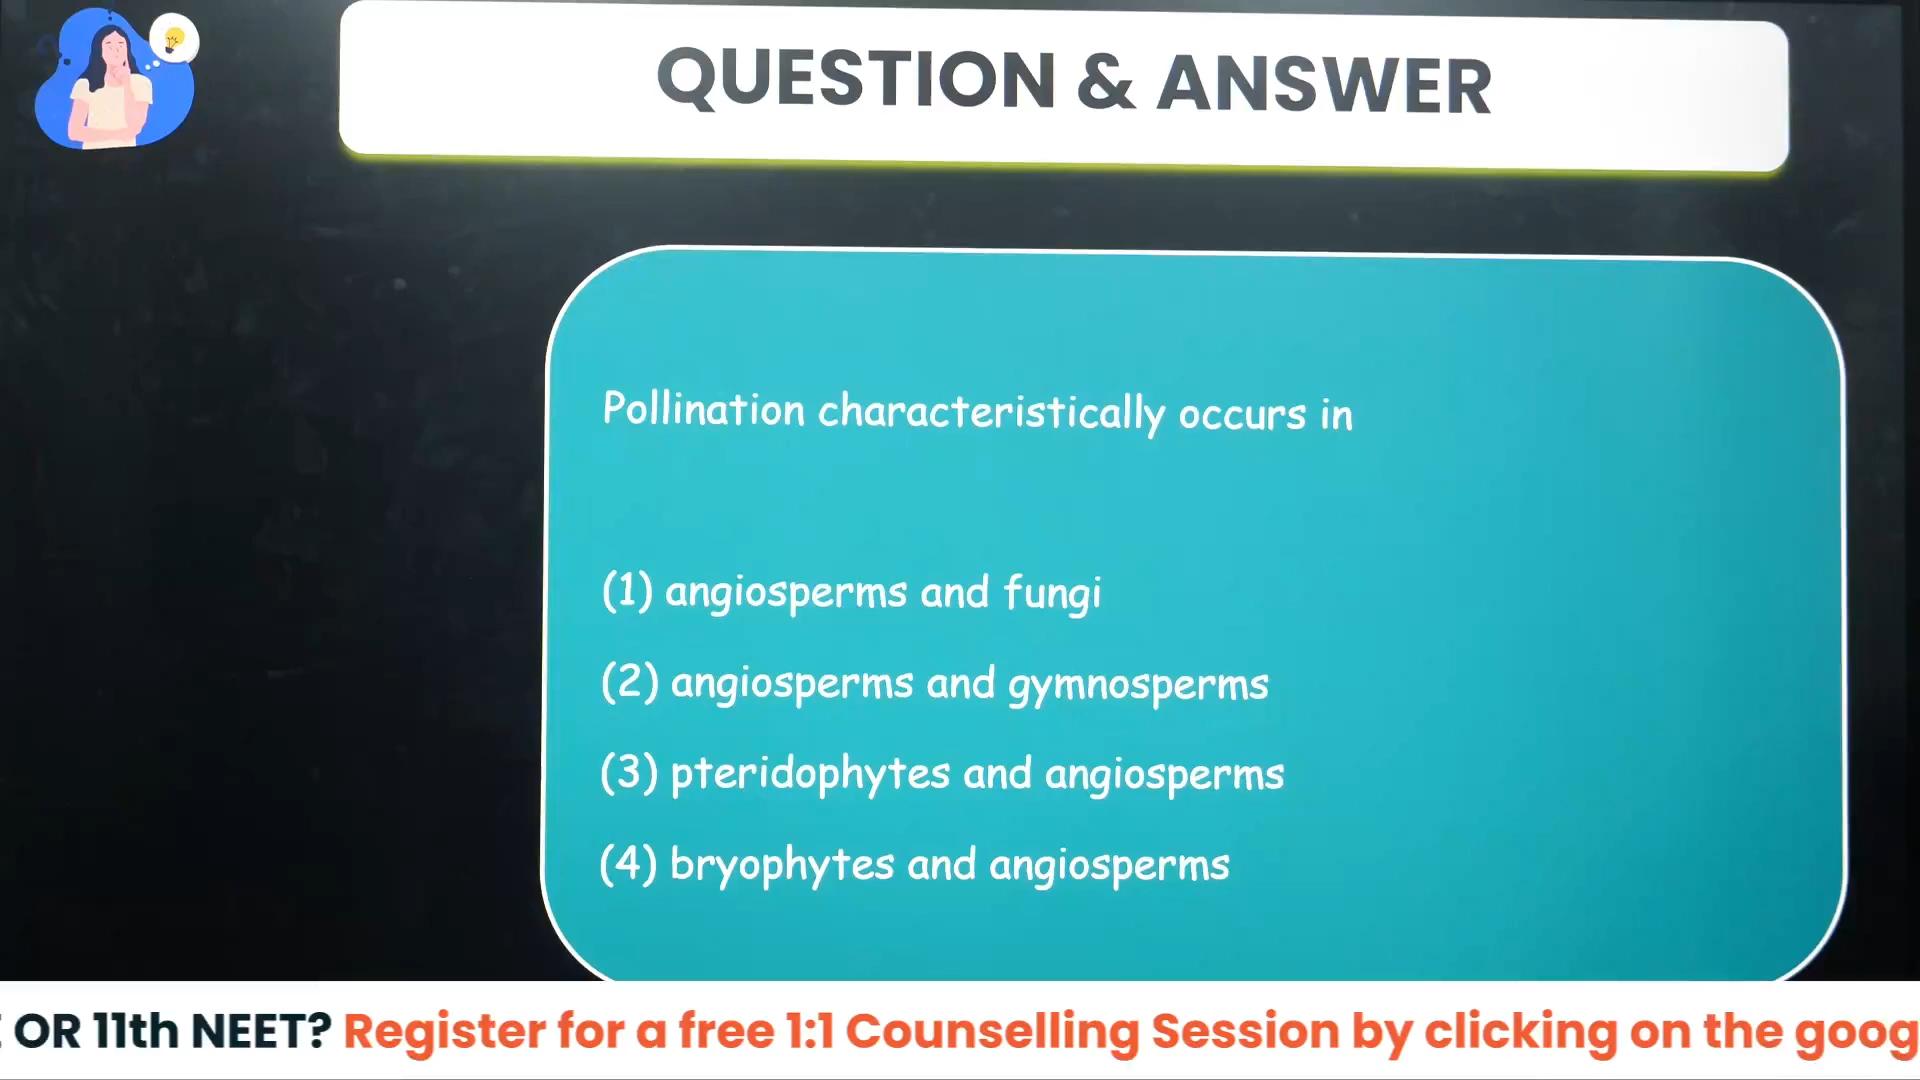 QUESTION & ANSWER
Pollination characteristically occurs in
(1) angiosperms and fungi
(2) angiosperms and gymnosperms
(3) pteridophytes and angiosperms
(4) bryophytes and angiosperms
OR 11th NEET? Register for a free 1:1 Counselling Session by clicking on the goog